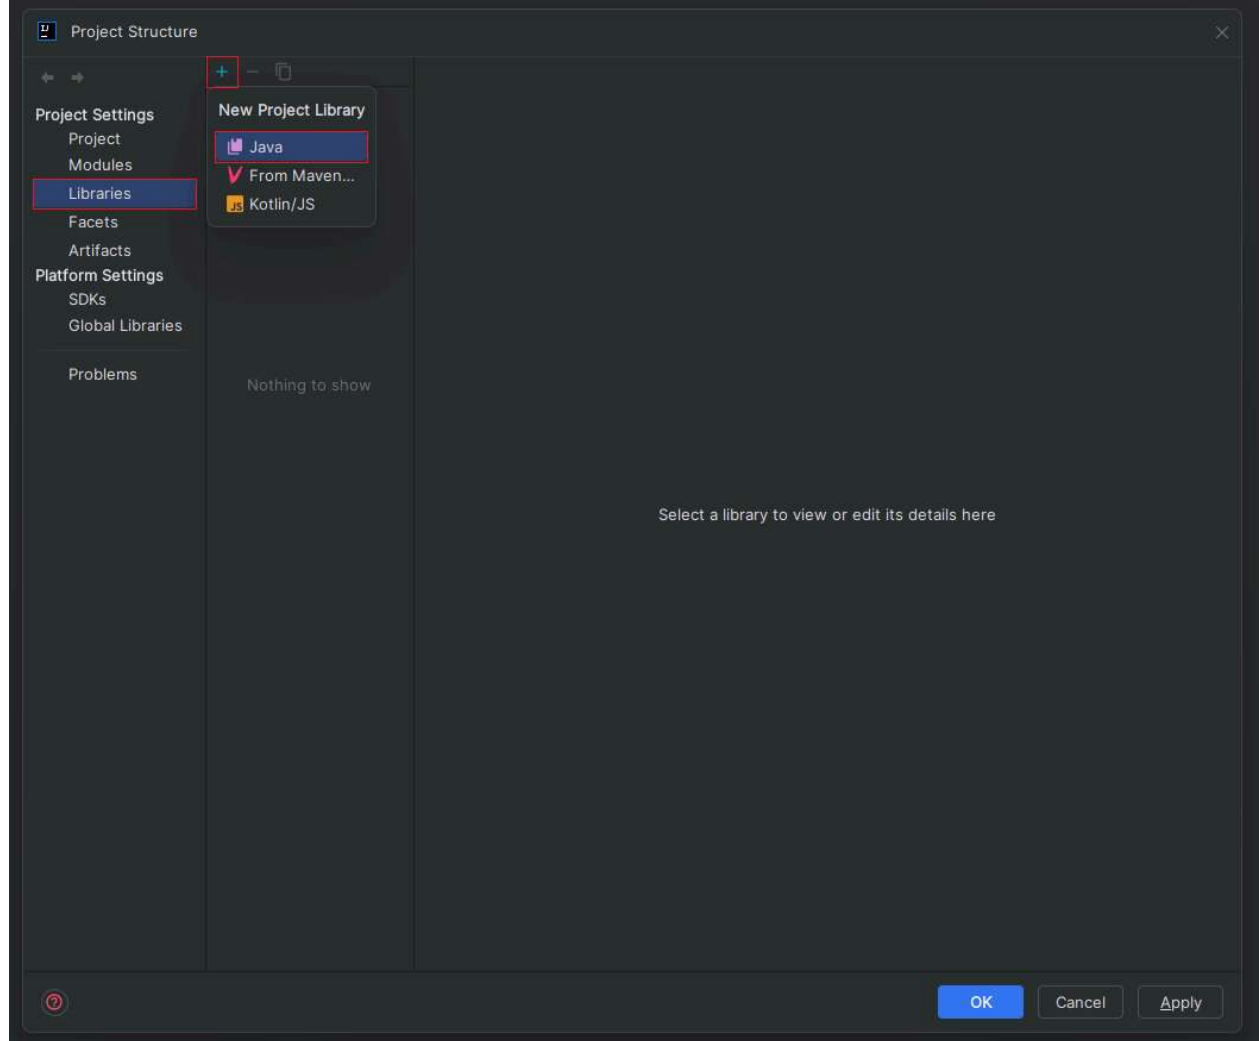 Project Structure
Project Settings
Project
Modules
Libraries
Facets
Artifacts
Platform Settings
SDKs
Global Libraries
Problems
New Project Library
Java
From Maven...
JS Kotlin/JS
Nothing to show
Select a library to view or edit its details here
? OK Cancel Apply